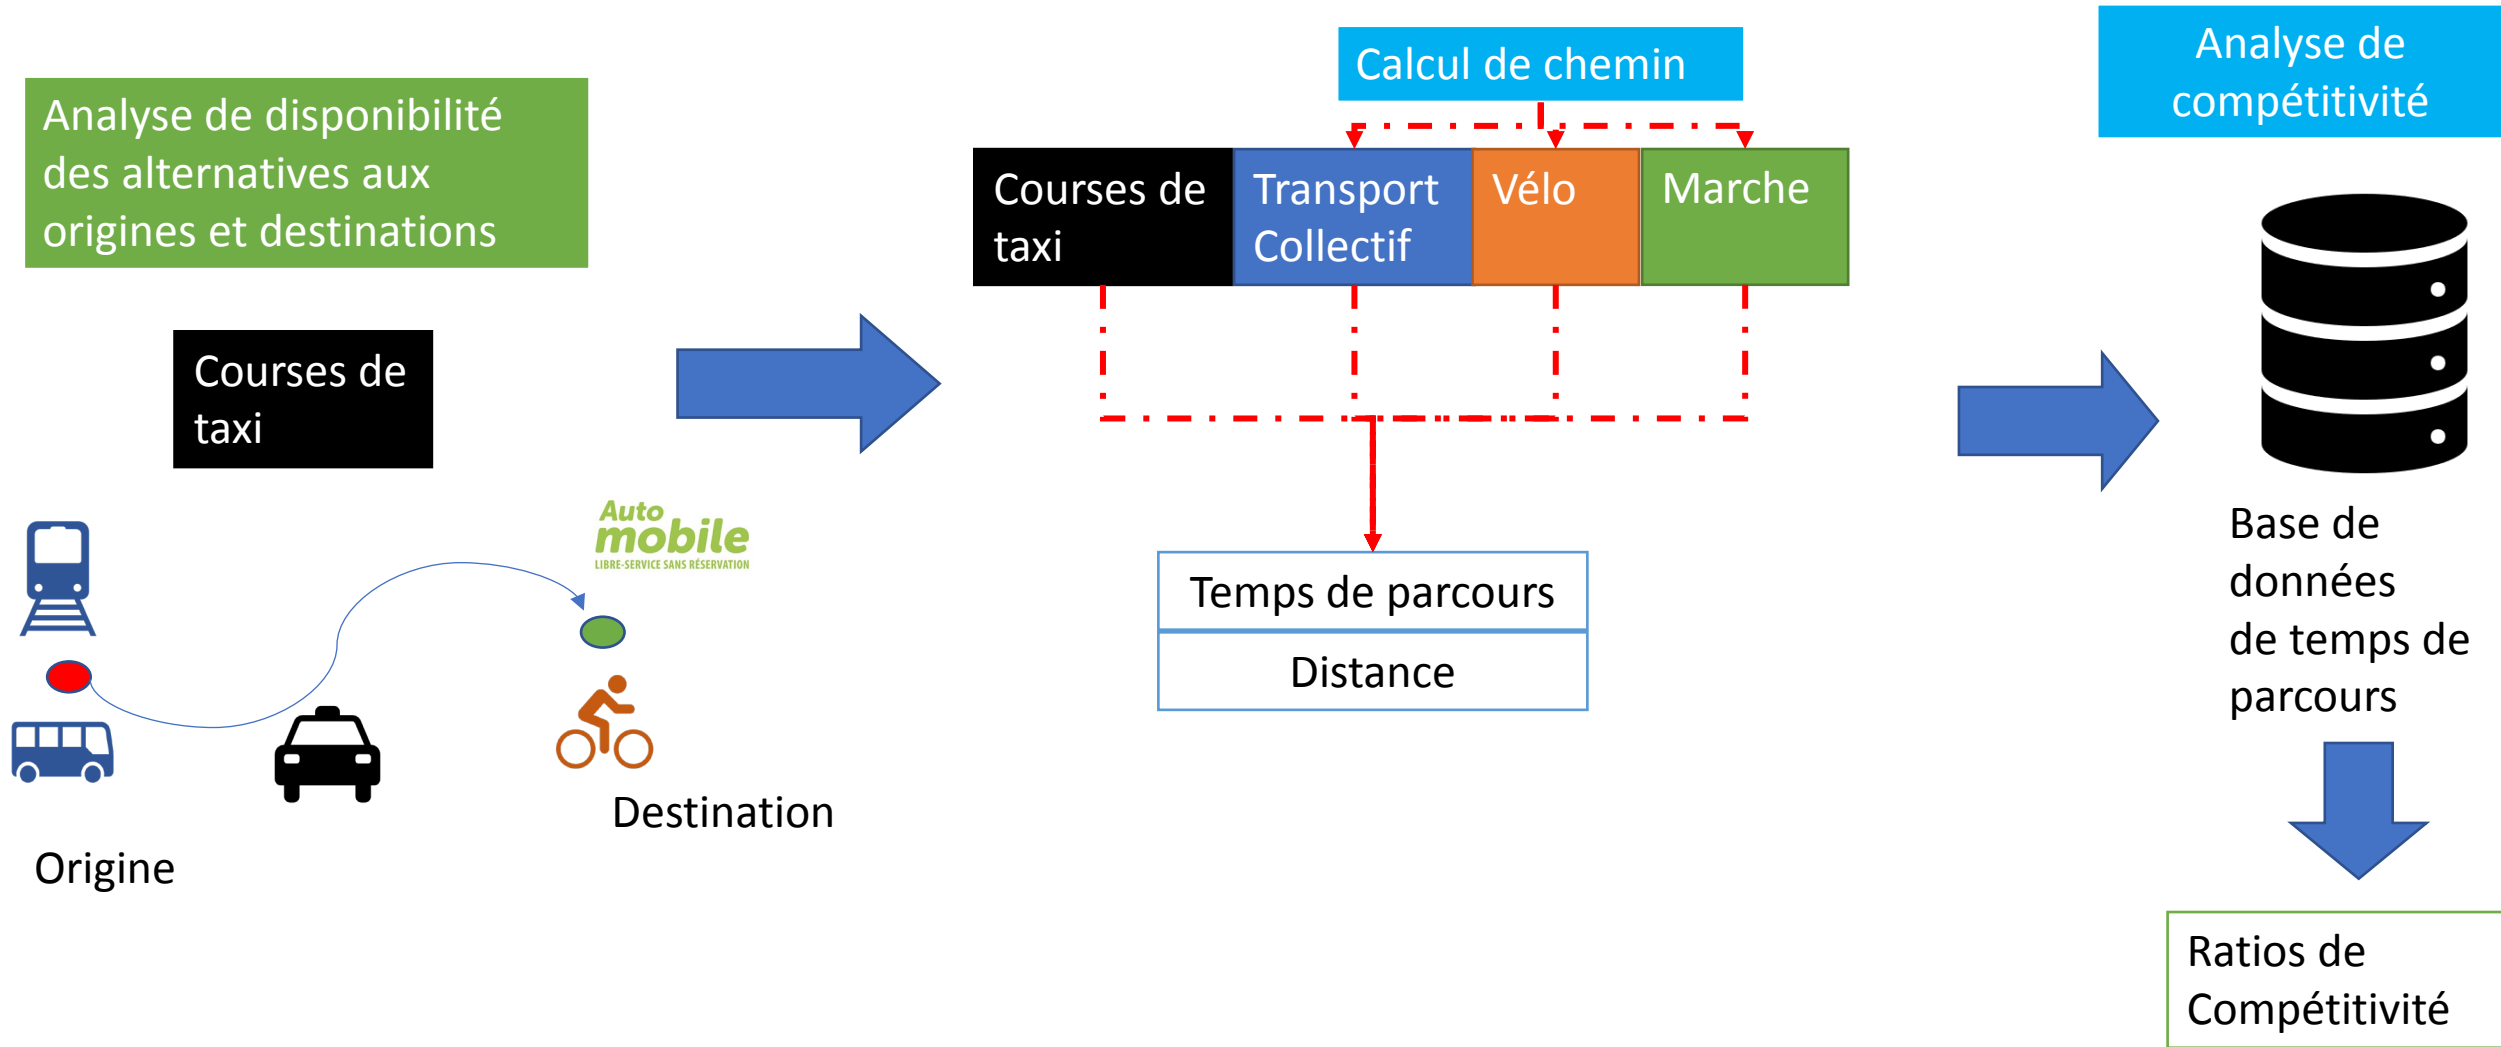 Analyse de disponibilité
des alternatives aux
origines et destinations
Courses de
taxi
Auto
mobile
LIBRE-SERVICE SANS RÉSERVATION
Destination
Origine
Calcul de chemin
Courses de
taxi
Transport
Collectif
Vélo
Marche
Temps de parcours
Distance
Analyse de
compétitivité
Base de
données
de temps de
parcours
Ratios de
Compétitivité